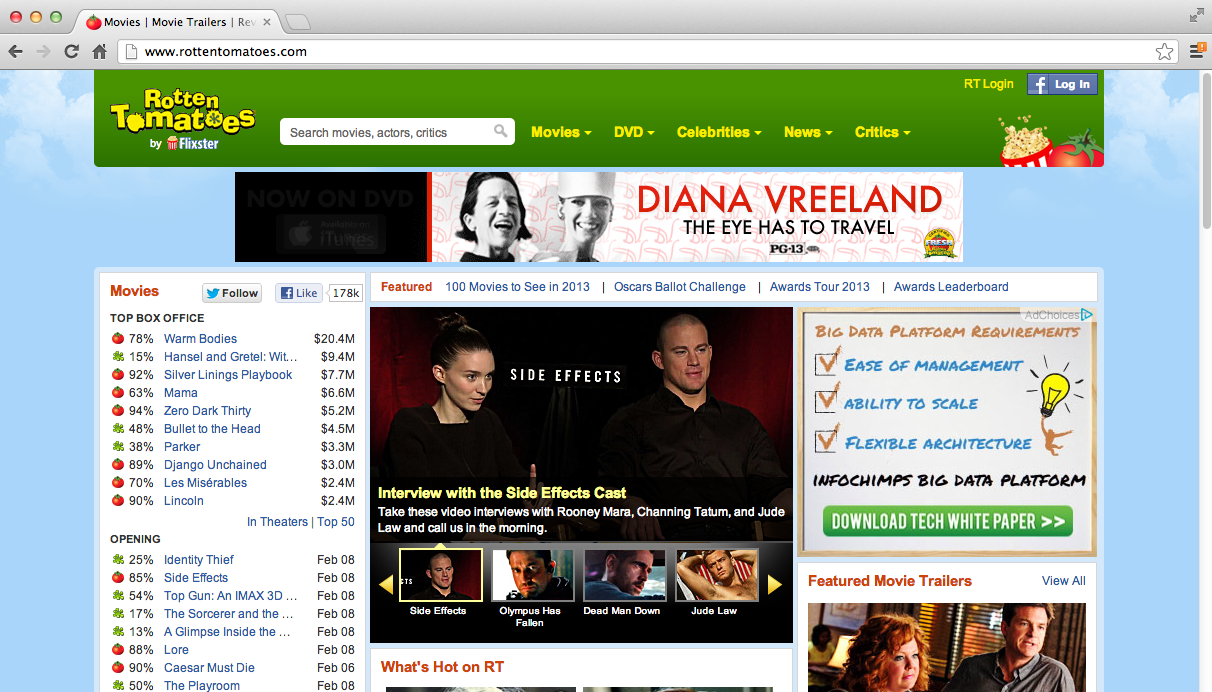 Movies | Movie Trailers | Rev
www.rottentomatoes.com
RT Login
f Log In
Rotten
Tomatoes
by Flixster
Search movies, actors, critics
Movies
DVD
Celebrities
News
Critics
NOW ON DVD
Available on
iTunes
DIANA VREELAND
THE EYE HAS TO TRAVEL
PG-13
CERTIFIED
FRESH
Movies
Follow
Like
178k
TOP BOX OFFICE
78% Warm Bodies $20.4M
15% Hansel and Gretel: Wit... $9.4M
92% Silver Linings Playbook $7.7M
63% Mama $6.6M
94% Zero Dark Thirty $5.2M
48% Bullet to the Head $4.5M
38% Parker $3.3M
89% Django Unchained $3.0M
70% Les Misérables $2.4M
90% Lincoln $2.4M
In Theaters | Top 50
OPENING
25% Identity Thief Feb 08
85% Side Effects Feb 08
54% Top Gun: An IMAX 3D ... Feb 08
17% The Sorcerer and the ... Feb 08
13% A Glimpse Inside the ... Feb 08
88% Lore Feb 08
90% Caesar Must Die Feb 06
50% The Playroom Feb 08
Featured 100 Movies to See in 2013 | Oscars Ballot Challenge | Awards Tour 2013 | Awards Leaderboard
SIDE EFFECTS
Interview with the Side Effects Cast
Take these video interviews with Rooney Mara, Channing Tatum, and Jude
Law and call us in the morning.
CTS
Side Effects
Olympus Has
Fallen
Dead Man Down
Jude Law
What's Hot on RT
AdChoices
BIG DATA PLATFORM REQUIREMENTS
EASE OF MANAGEMENT
ABILITY TO SCALE
FLEXIBLE ARCHITECTURE
INFOCHIMPS BIG DATA PLATFORM
DOWNLOAD TECH WHITE PAPER >>
Featured Movie Trailers
View All